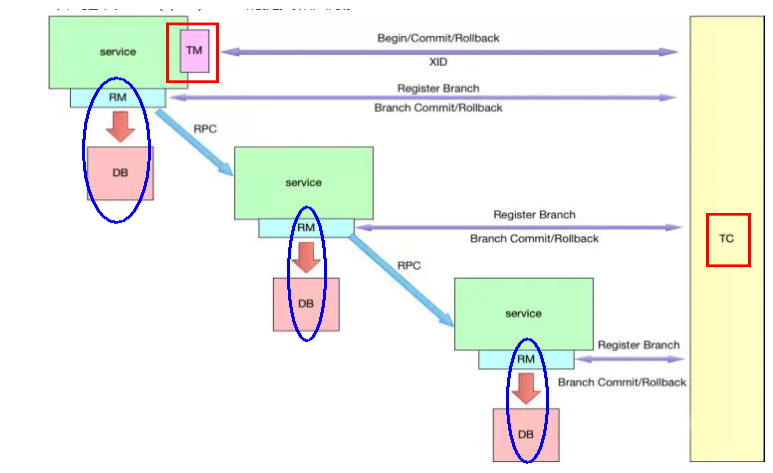 Begin/Commit/Rollback
service
TM
XID
Register Branch
RM
Branch Commit/Rollback
RPC
DB
service
Register Branch
RM
Branch Commit/Rollback
TC
RPC
DB
service
Register Branch
RM
Branch Commit/Rollback
DB